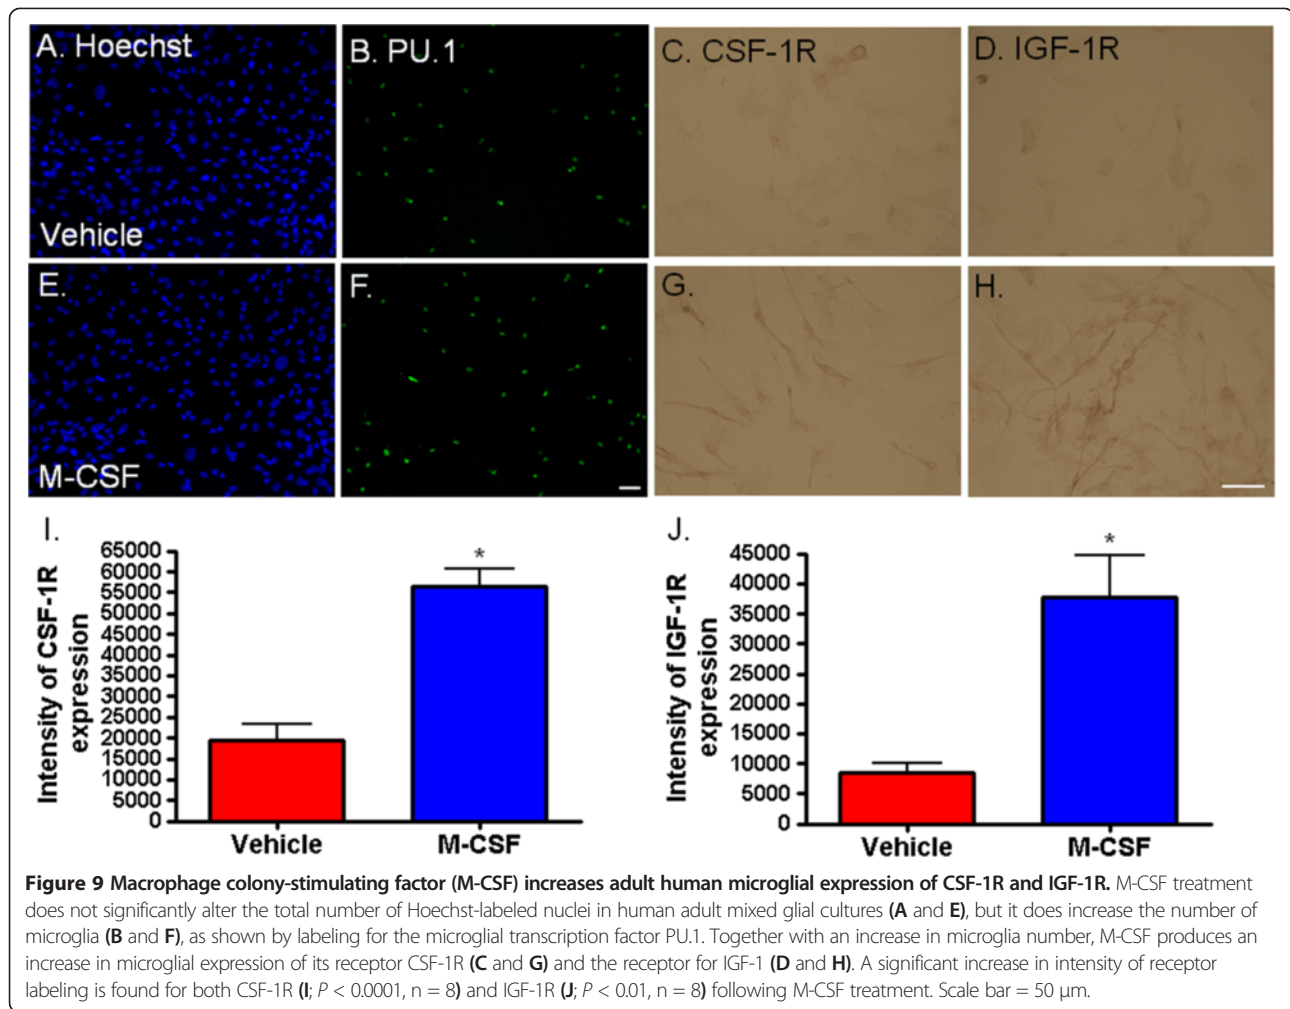 A. Hoechst
B. PU.1
C. CSF-1R
D. IGF-1R
Vehicle
E.
F.
G.
H.
M-CSF
I.
Intensity of CSF-1R
expression
65000
60000
55000
50000
45000
40000
35000
30000
25000
20000
15000
10000
5000
0
*
Vehicle
M-CSF
J.
Intensity of IGF-1R
expression
45000
40000
35000
30000
25000
20000
15000
10000
5000
0
*
Vehicle
M-CSF
Figure 9 Macrophage colony-stimulating factor (M-CSF) increases adult human microglial expression of CSF-1R and IGF-1R. M-CSF treatment
does not significantly alter the total number of Hoechst-labeled nuclei in human adult mixed glial cultures (A and E), but it does increase the number of
microglia (B and F), as shown by labeling for the microglial transcription factor PU.1. Together with an increase in microglia number, M-CSF produces an
increase in microglial expression of its receptor CSF-1R (C and G) and the receptor for IGF-1 (D and H). A significant increase in intensity of receptor
labeling is found for both CSF-1R (I; P < 0.0001, n = 8) and IGF-1R (J; P < 0.01, n = 8) following M-CSF treatment. Scale bar = 50 μm.